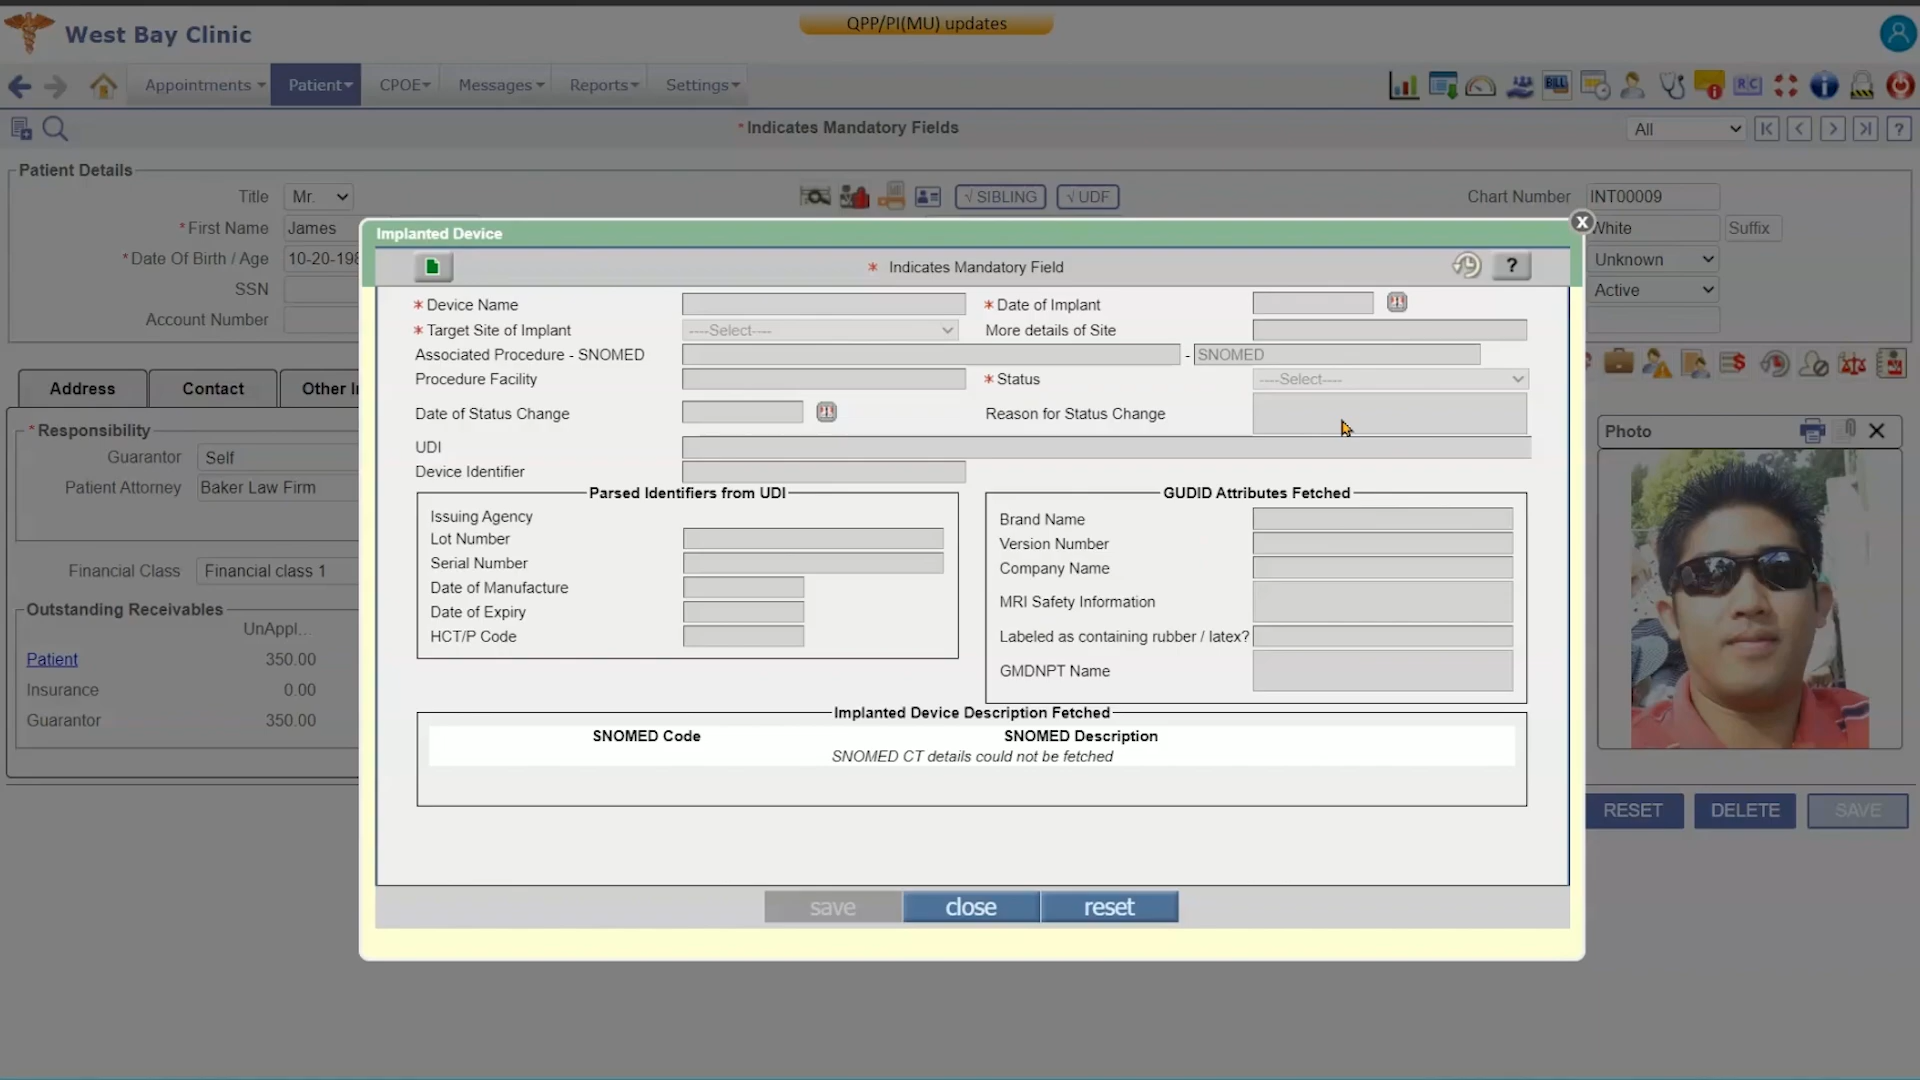 West Bay Clinic
QPP/PI(MU) updates
Appointments Patient CPOE Messages Reports Settings
BILL RC
*Indicates Mandatory Fields
All
?
Patient Details
Title Mr.
√ SIBLING √ UDF
Chart Number INT00009
*First Name James
White Suffix
*Date Of Birth / Age 10-20-198
Unknown
SSN
Active
Account Number
Address Contact Other I
*Responsibility
Guarantor Self
Patient Attorney Baker Law Firm
Financial Class Financial class 1
Outstanding Receivables
UnAppl...
Patient 350.00
Insurance 0.00
Guarantor 350.00
Implanted Device
X
* Indicates Mandatory Field
?
* Device Name
* Date of Implant
* Target Site of Implant ----Select----
More details of Site
Associated Procedure - SNOMED - SNOMED
Procedure Facility
* Status ----Select----
Date of Status Change
Reason for Status Change
UDI
Device Identifier
Parsed Identifiers from UDI
Issuing Agency
Lot Number
Serial Number
Date of Manufacture
Date of Expiry
HCT/P Code
GUDID Attributes Fetched
Brand Name
Version Number
Company Name
MRI Safety Information
Labeled as containing rubber / latex?
GMDNPT Name
Implanted Device Description Fetched
SNOMED Code SNOMED Description
SNOMED CT details could not be fetched
save close reset
Photo
RESET DELETE SAVE